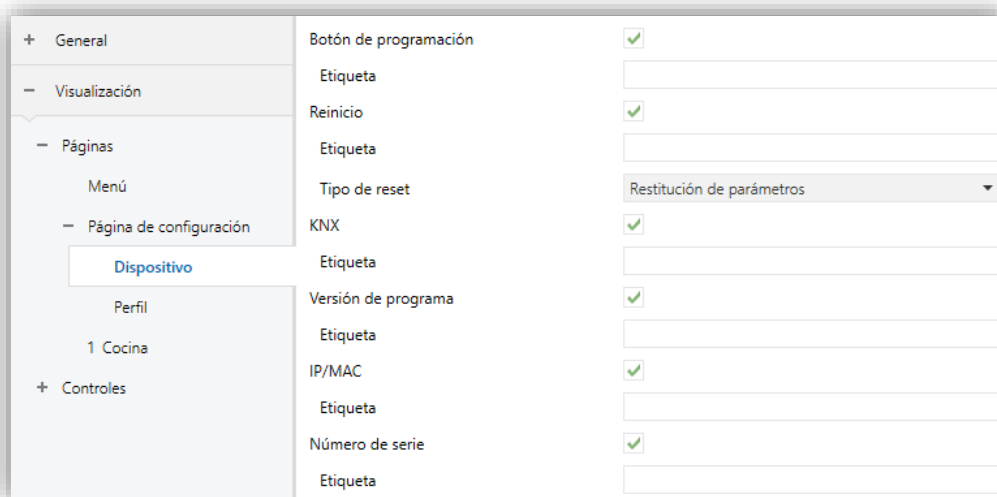 General
Visualización
Páginas
Menú
Página de configuración
Dispositivo
Perfil
1 Cocina
Controles
Botón de programación
Etiqueta
Reinicio
Etiqueta
Tipo de reset Restitución de parámetros
KNX
Etiqueta
Versión de programa
Etiqueta
IP/MAC
Etiqueta
Número de serie
Etiqueta